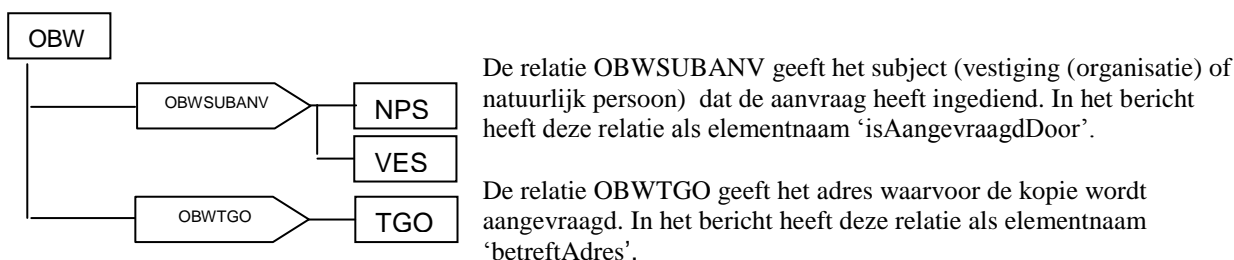 OBW
OBWSUBANV
NPS
VES
OBWTGO
TGO
De relatie OBWSUBANV geeft het subject (vestiging (organisatie) of
natuurlijk persoon) dat de aanvraag heeft ingediend. In het bericht
heeft deze relatie als elementnaam ‘isAangevraagdDoor’.
De relatie OBWTGO geeft het adres waarvoor de kopie wordt
aangevraagd. In het bericht heeft deze relatie als elementnaam
‘betreftAdres’.